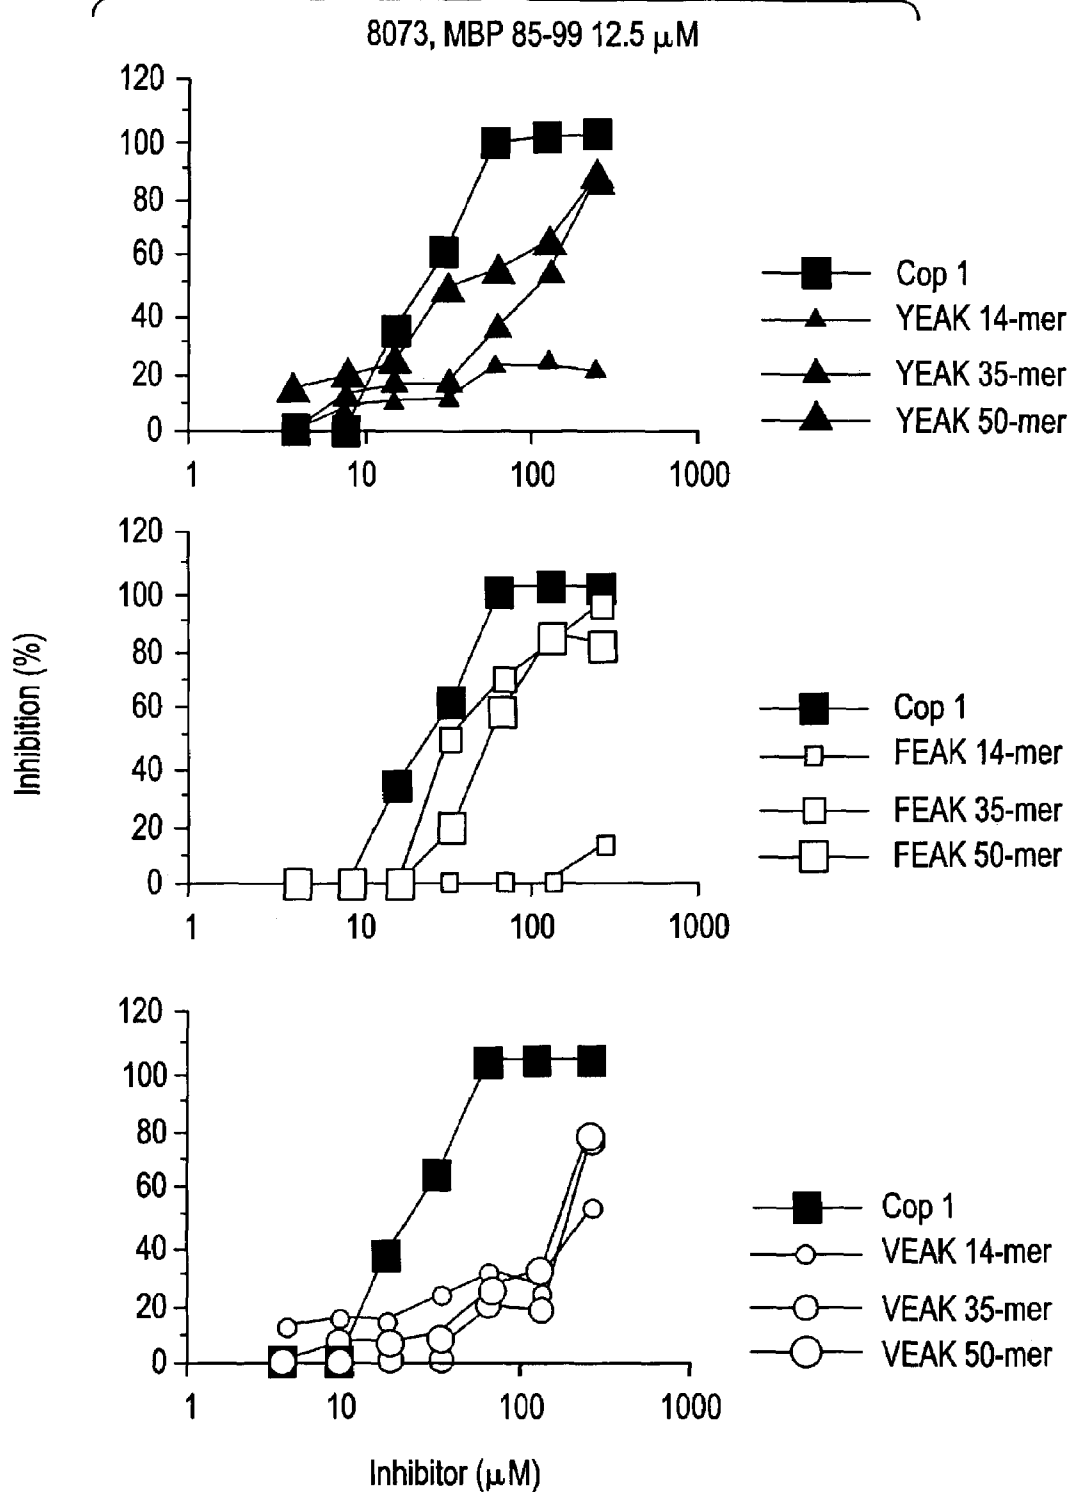 8073, MBP 85-99 12.5 μM
120
100
80
60
40
20
0
1 10 100 1000
Cop 1
YEAK 14-mer
YEAK 35-mer
YEAK 50-mer
Inhibition (%)
120
100
80
60
40
20
0
1 10 100 1000
Cop 1
FEAK 14-mer
FEAK 35-mer
FEAK 50-mer
120
100
80
60
40
20
0
1 10 100 1000
Cop 1
VEAK 14-mer
VEAK 35-mer
VEAK 50-mer
Inhibitor (μM)